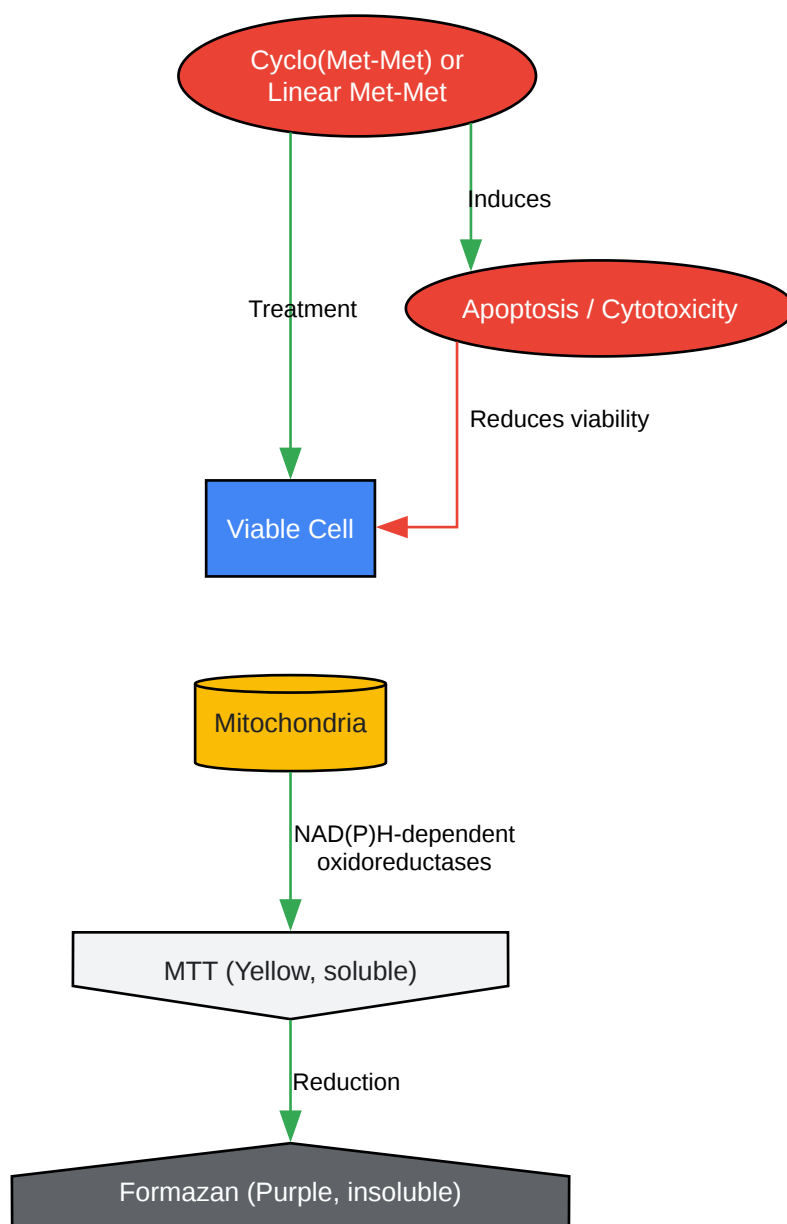 Cyclo(Met-Met) or
Linear Met-Met
Induces
Treatment
Apoptosis / Cytotoxicity
Reduces viability
Viable Cell
Mitochondria
NAD(P)H-dependent
oxidoreductases
MTT (Yellow, soluble)
Reduction
Formazan (Purple, insoluble)